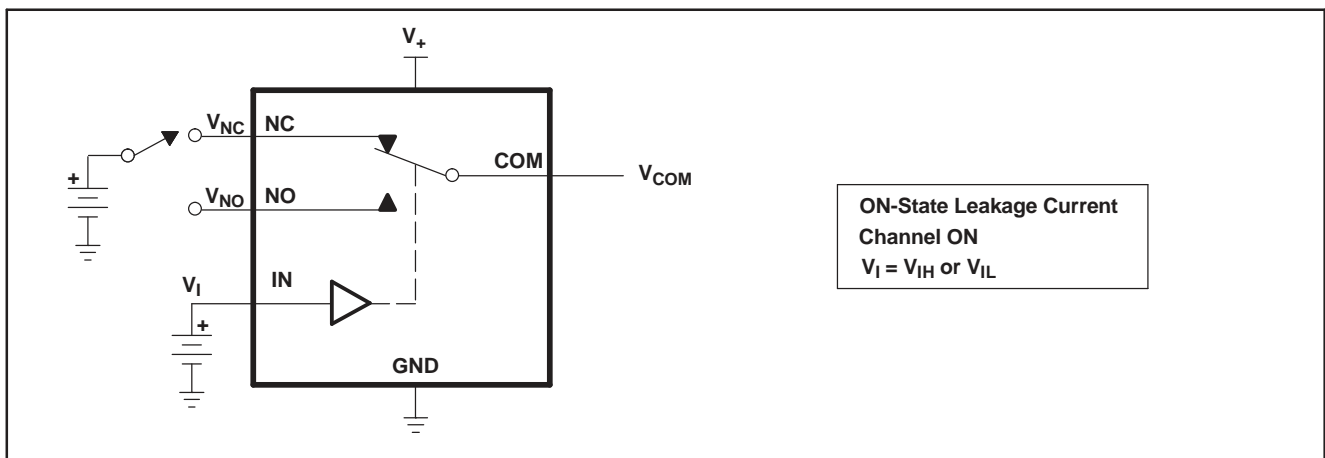 V+
VNC NC
COM
VCOM
+
VNO NO
VI IN
+
GND
ON-State Leakage Current
Channel ON
VI = VIH or VIL